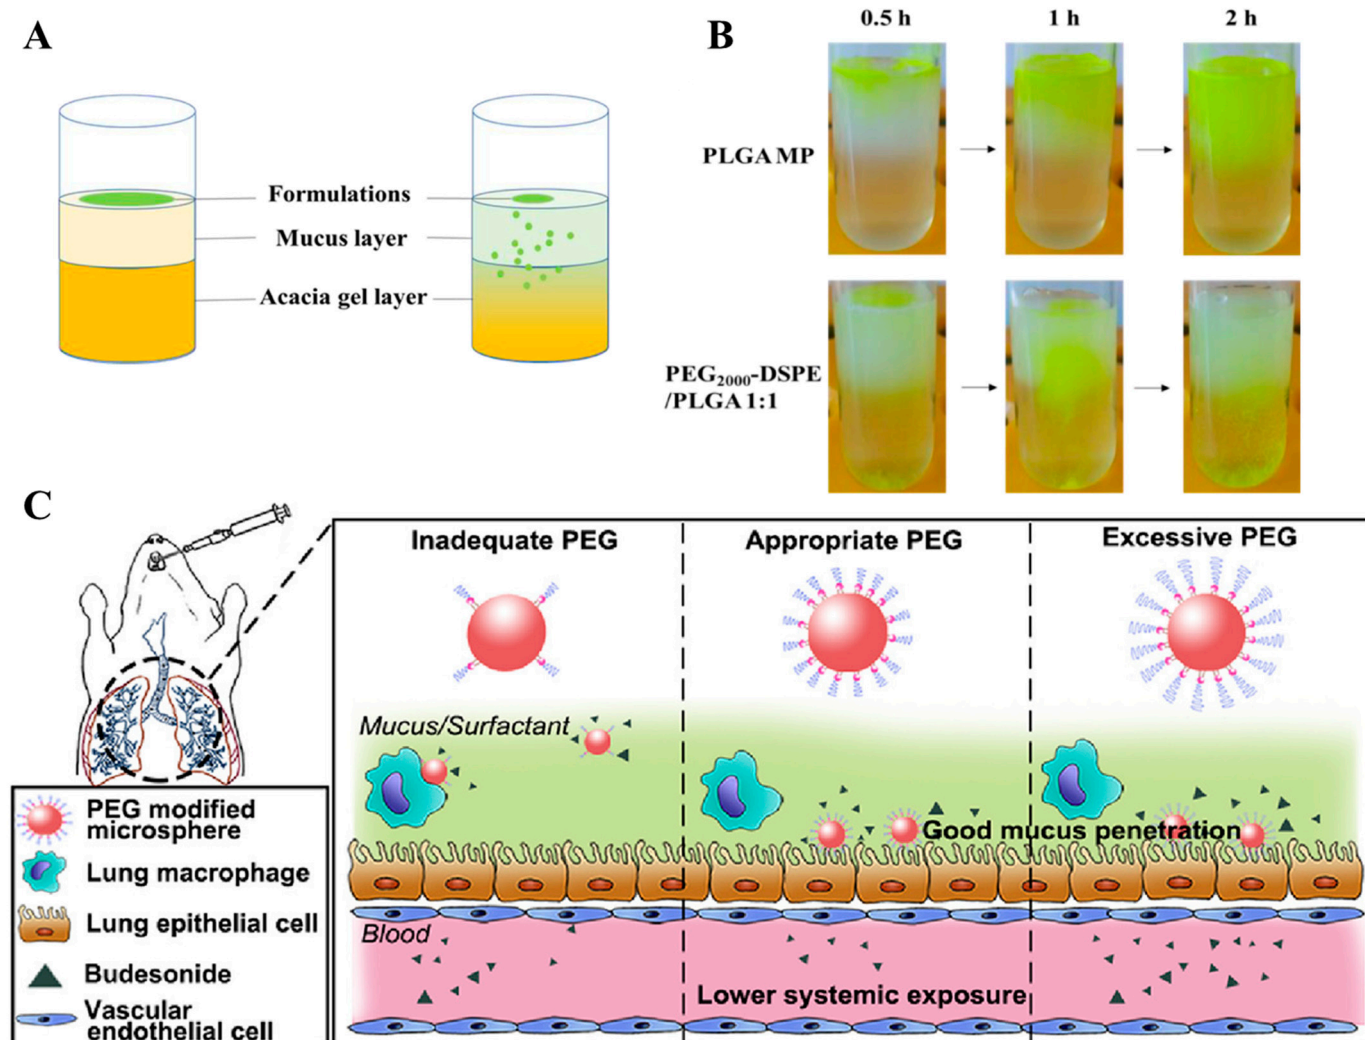 A
Formulations
Mucus layer
Acacia gel layer
B
0.5 h
1 h
2 h
PLGA MP
PEG₂₀₀₀-DSPE
/PLGA 1:1
C
Inadequate PEG
Appropriate PEG
Excessive PEG
Mucus/Surfactant
Good mucus penetration
Blood
Lower systemic exposure
PEG modified
microsphere
Lung macrophage
Lung epithelial cell
Budesonide
Vascular
endothelial cell